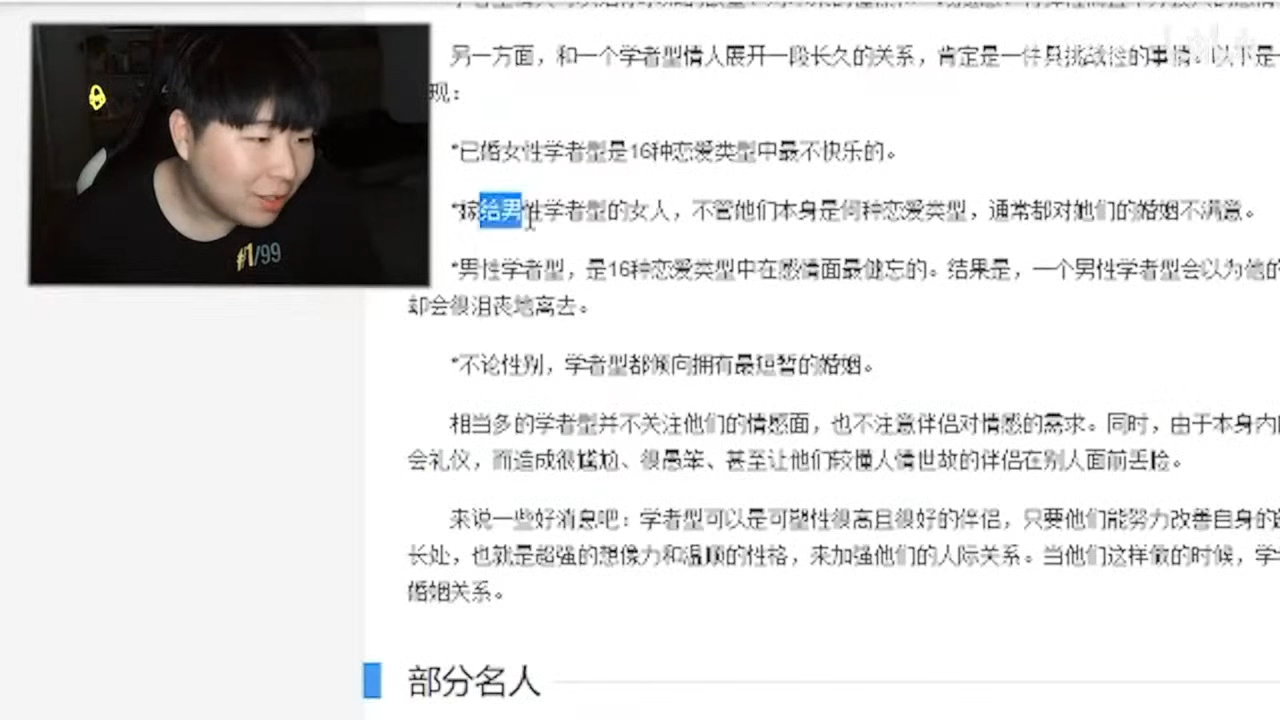 另一方面，和一个学者型情人展开一段长久的关系，肯定是一件具挑战性的事情。以下是一
现：
*已婚女性学者型是16种恋爱类型中最不快乐的。
*嫁给男性学者型的女人，不管他们本身是何种恋爱类型，通常都对他们的婚姻不满意。
*男性学者型，是16种恋爱类型中在感情面最健忘的。结果是，一个男性学者型会以为他的
却会很沮丧地离去。
*不论性别，学者型都倾向拥有最短暂的婚姻。
相当多的学者型并不关注他们的情感面，也不注意伴侣对情感的需求。同时，由于本身内
会礼仪，而造成很尴尬、很愚笨、甚至让他们较懂人情世故的伴侣在别人面前丢脸。
来说一些好消息吧：学者型可以是可塑性很高且很好的伴侣，只要他们能努力改善自身的
长处，也就是超强的想像力和温顺的性格，来加强他们的人际关系。当他们这样做的时候，学
婚姻关系。
部分名人
#1/99